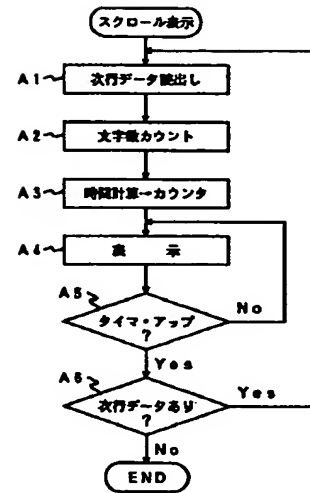 スクロール表示
A1 次行データ読出し
A2 文字数カウント
A3 時間計算→カウンタ
A4 表 示
A5
タイマ・アップ
?
No
Yes
A6
次行データあり
?
Yes
No
END